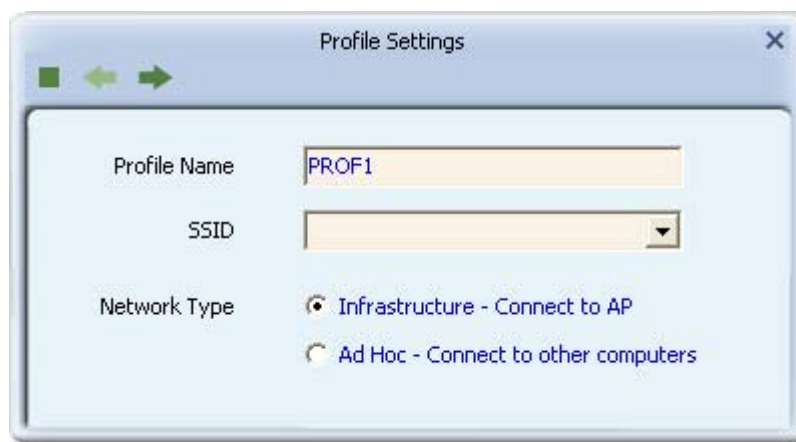 Profile Settings
Profile Name
PROF1
SSID
Network Type
Infrastructure - Connect to AP
Ad Hoc - Connect to other computers